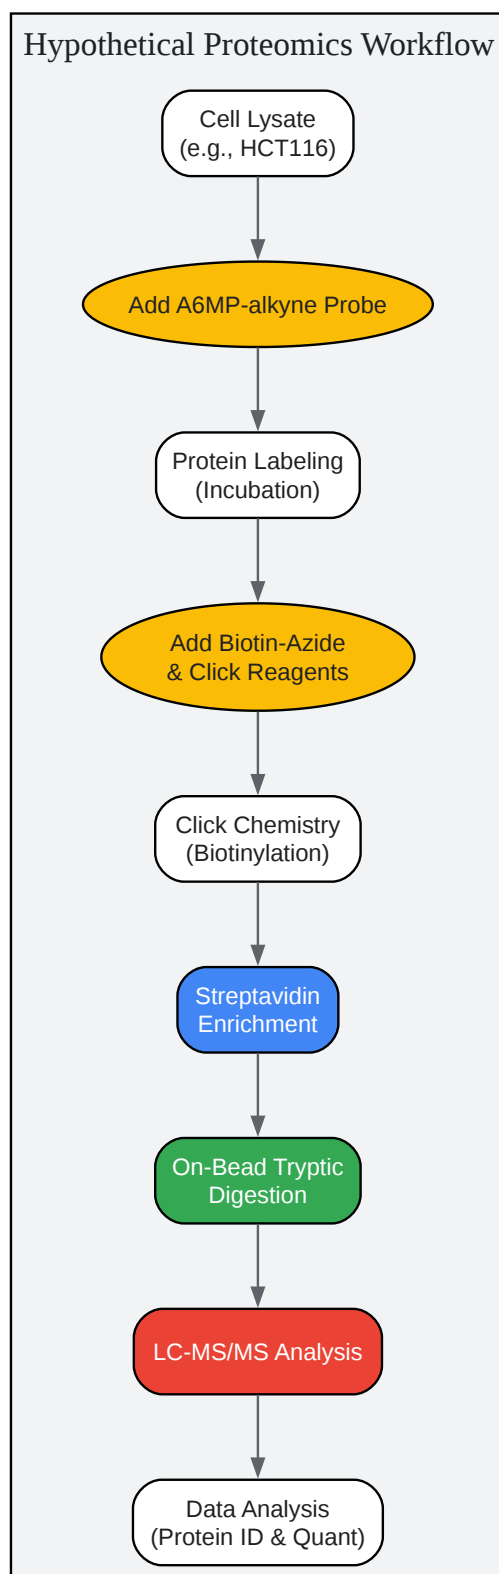 Hypothetical Proteomics Workflow
Cell Lysate
(e.g., HCT116)
Add A6MP-alkyne Probe
Protein Labeling
(Incubation)
Add Biotin-Azide
& Click Reagents
Click Chemistry
(Biotinylation)
Streptavidin
Enrichment
On-Bead Tryptic
Digestion
LC-MS/MS Analysis
Data Analysis
(Protein ID & Quant)